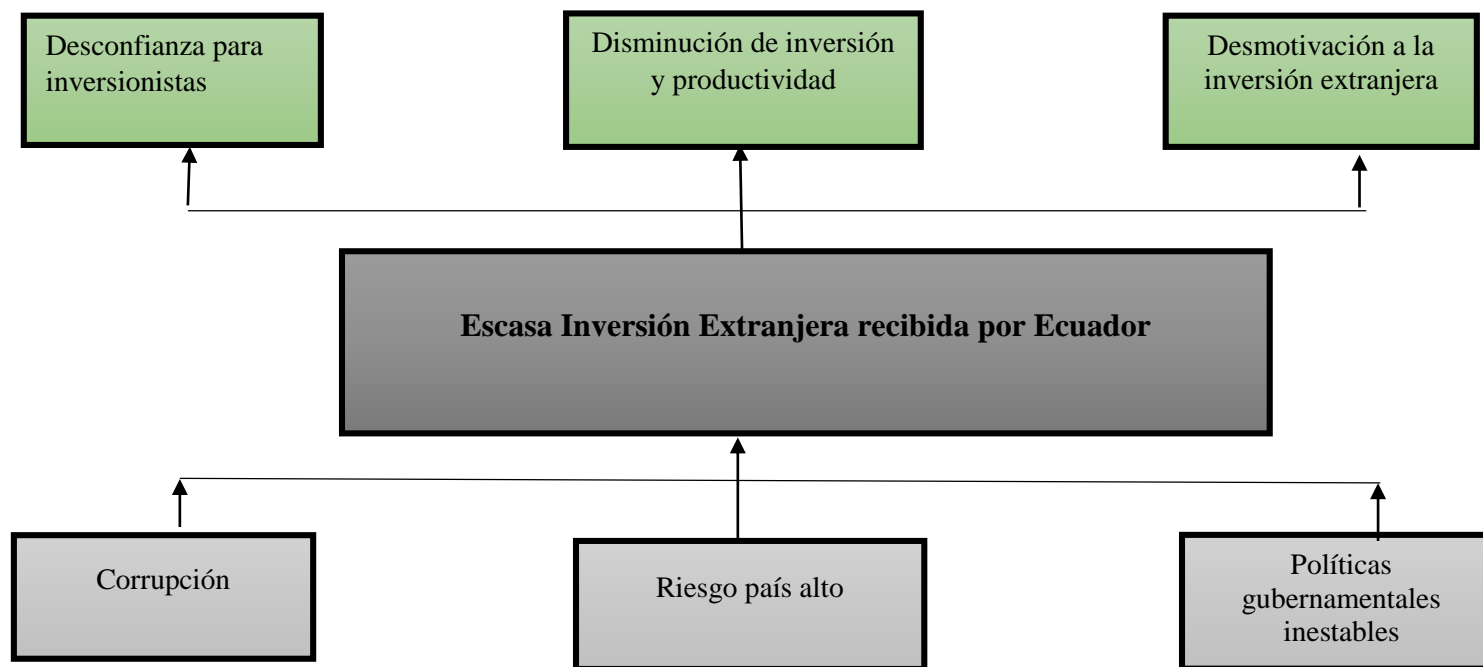 Desconfianza para
inversionistas
Disminución de inversión
y productividad
Desmotivación a la
inversión extranjera
Escasa Inversión Extranjera recibida por Ecuador
Corrupción
Riesgo país alto
Políticas
gubernamentales
inestables